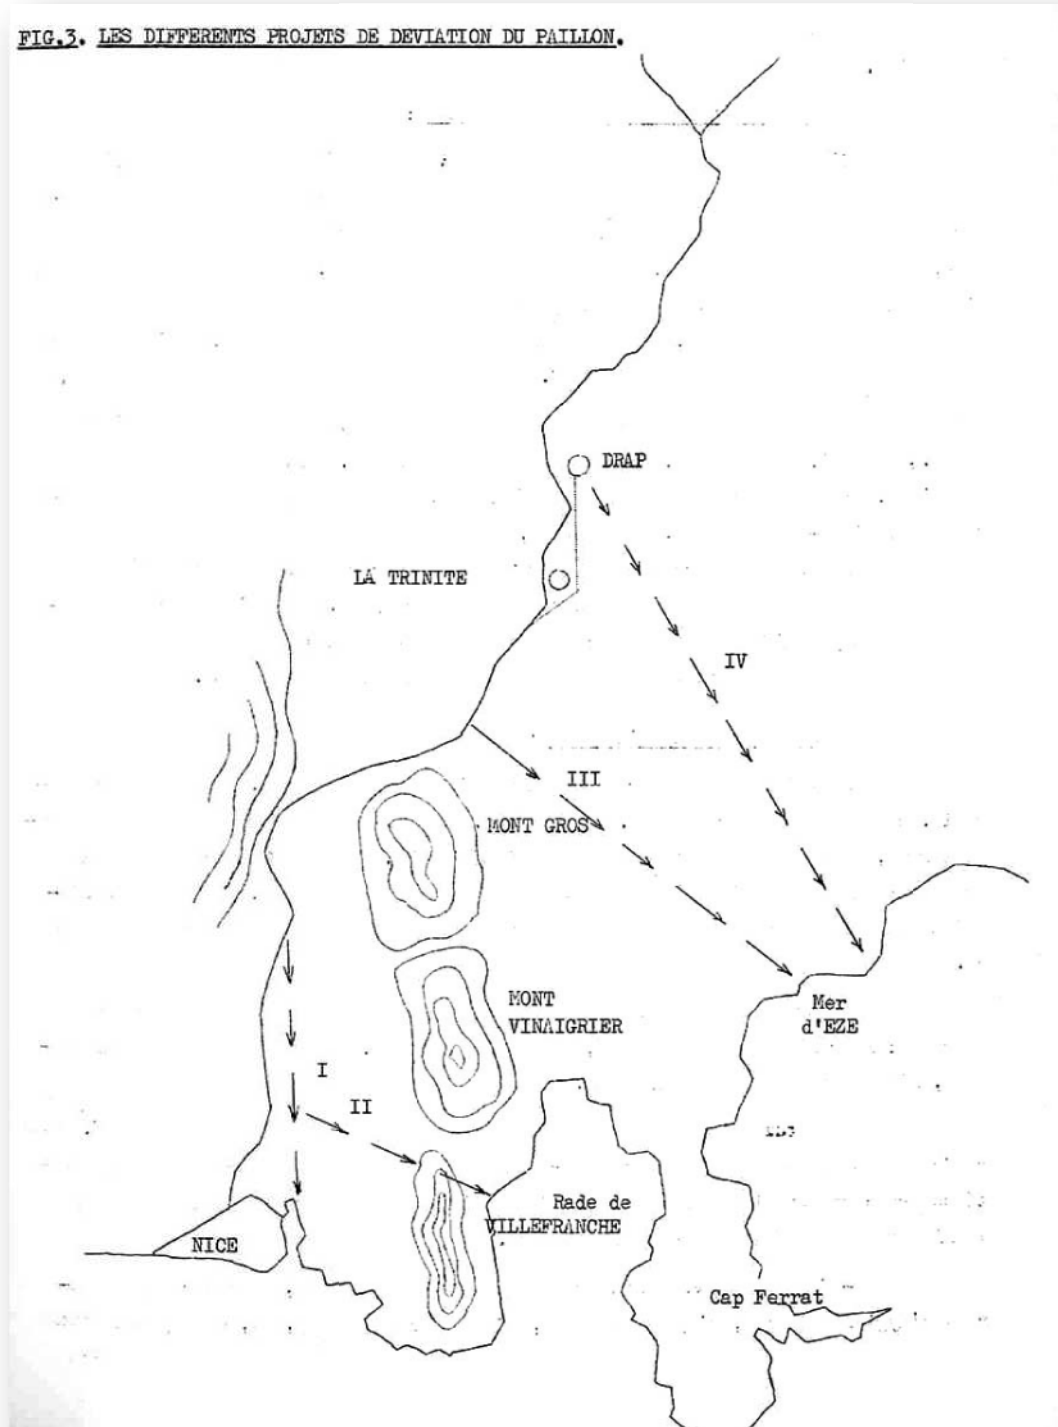 FIG.3. LES DIFFERENTS PROJETS DE DEVIATION DU PAILLON.
DRAP
LA TRINITE
IV
III
MONT GROS
Mer
d'EZE
MONT
VINAIGRIER
I
II
Rade de
VILLEFRANCHE
NICE
Cap Ferrat